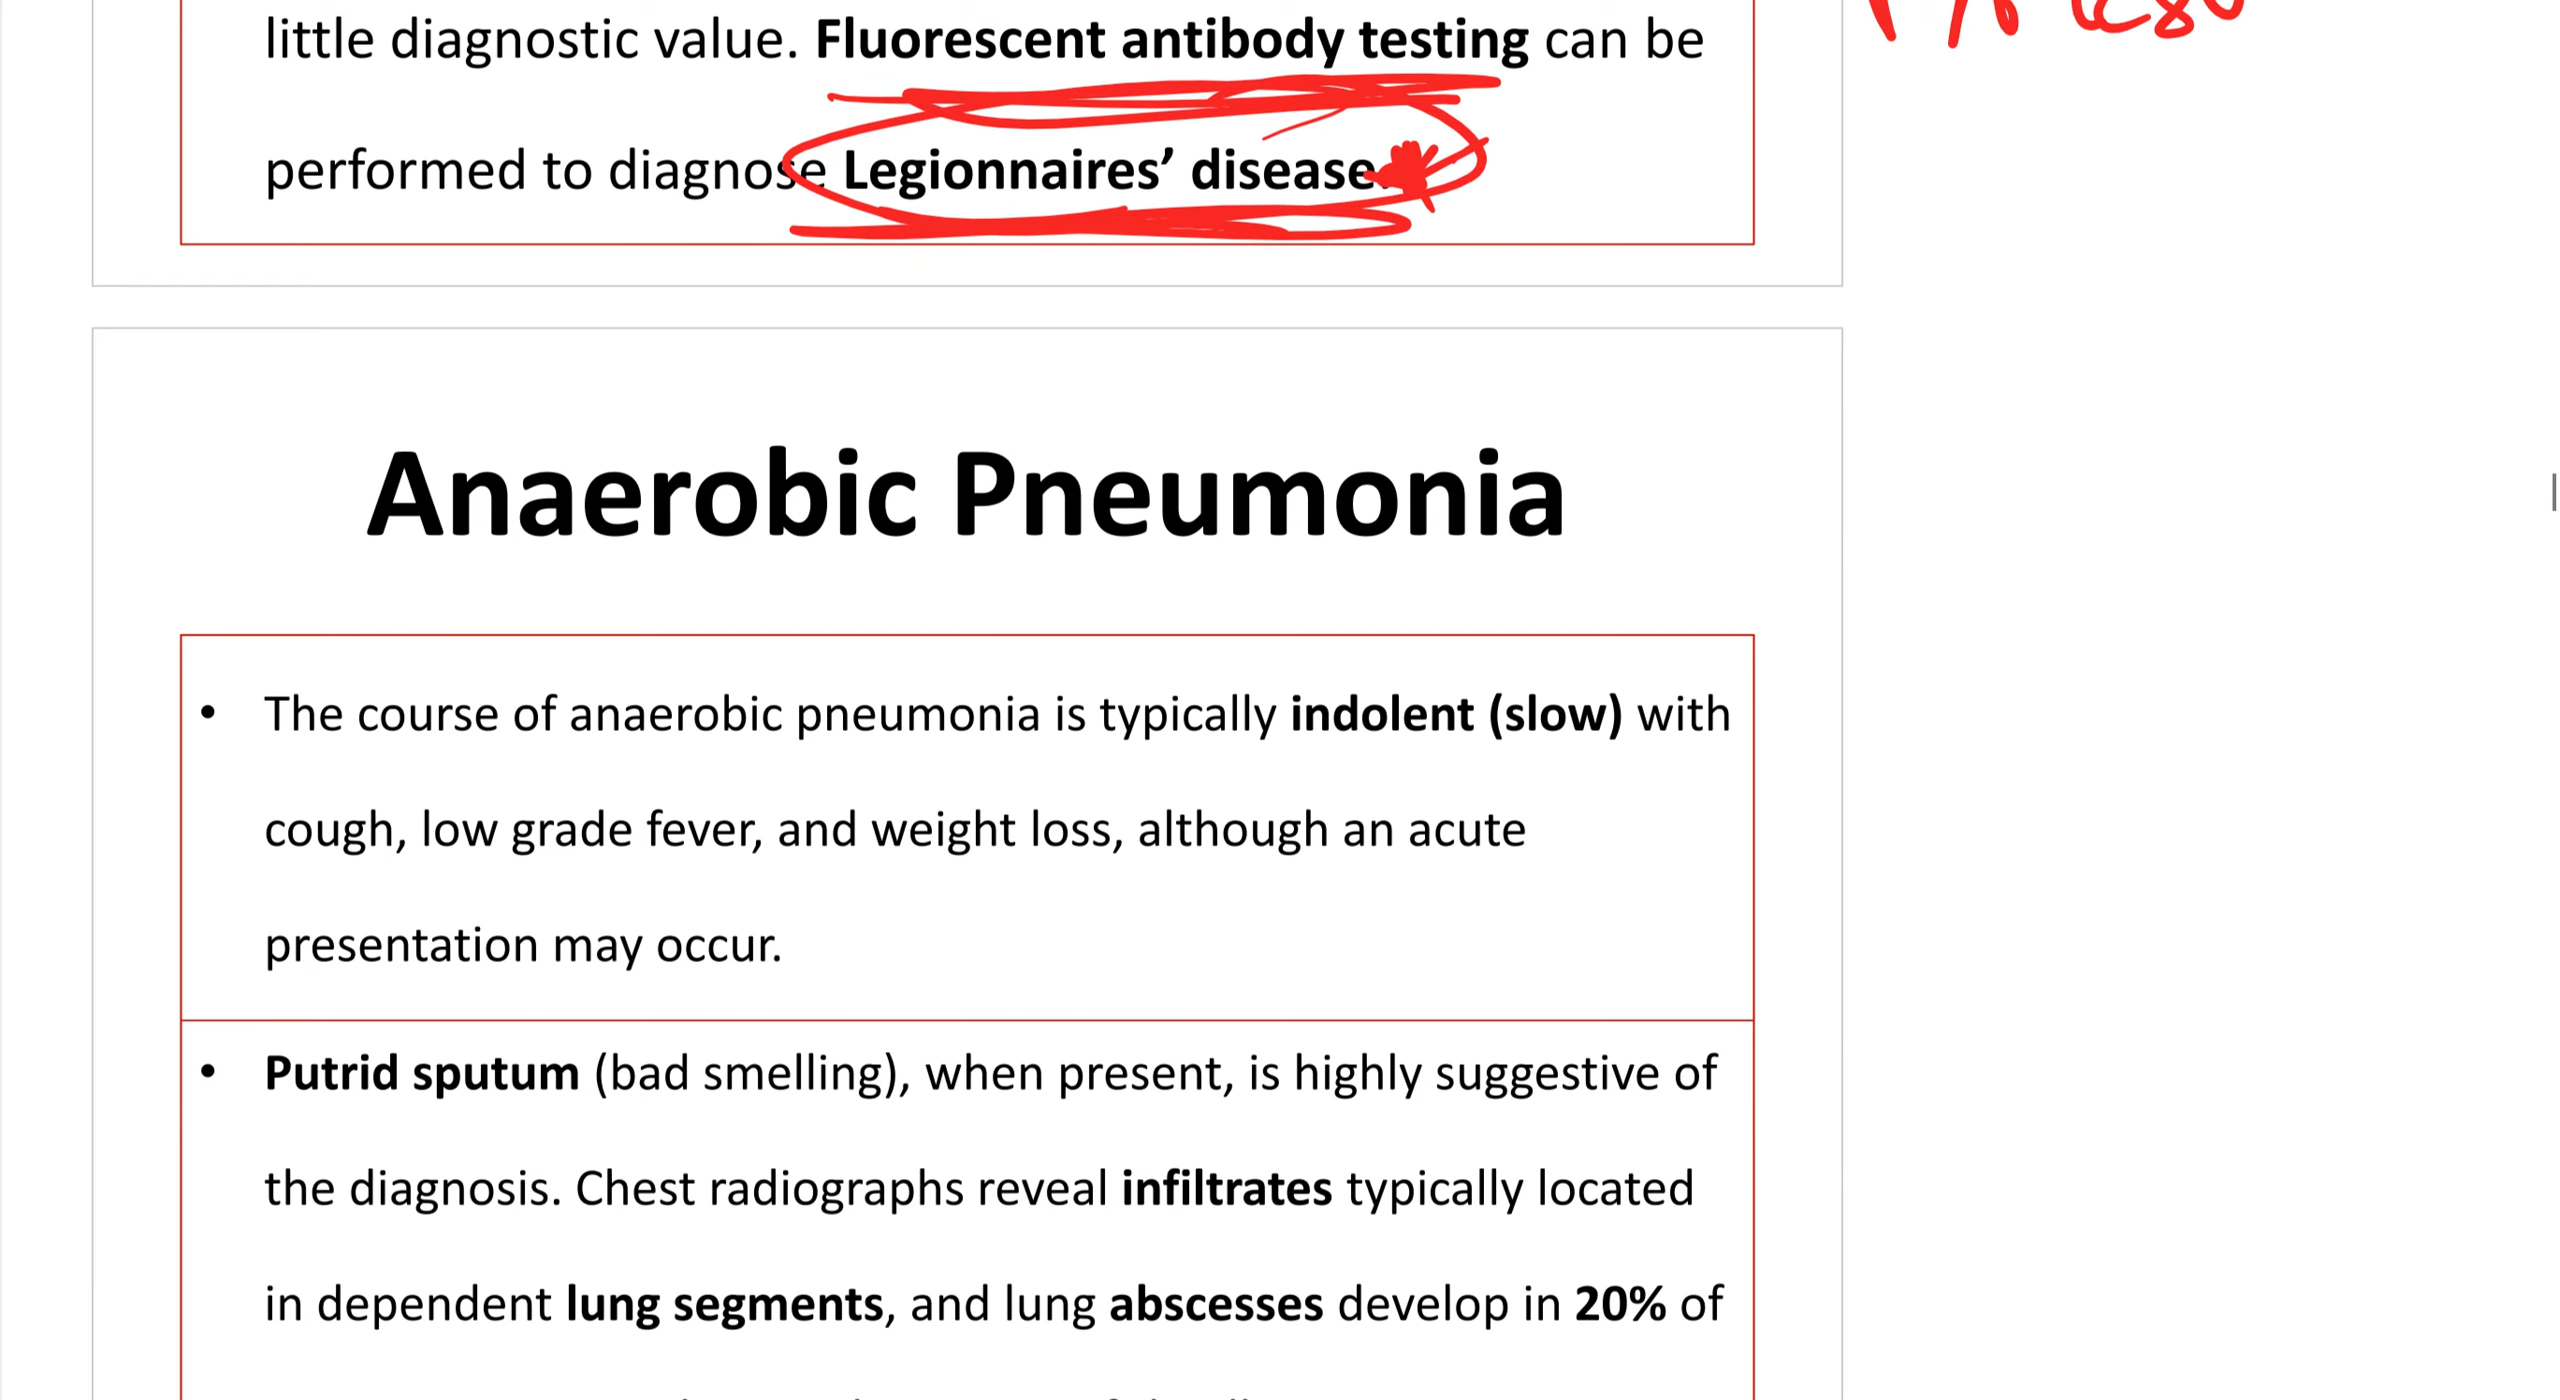 little diagnostic value. Fluorescent antibody testing can be
performed to diagnose Legionnaires’ disease.
Anaerobic Pneumonia
• The course of anaerobic pneumonia is typically indolent (slow) with
cough, low grade fever, and weight loss, although an acute
presentation may occur.
• Putrid sputum (bad smelling), when present, is highly suggestive of
the diagnosis. Chest radiographs reveal infiltrates typically located
in dependent lung segments, and lung abscesses develop in 20% of